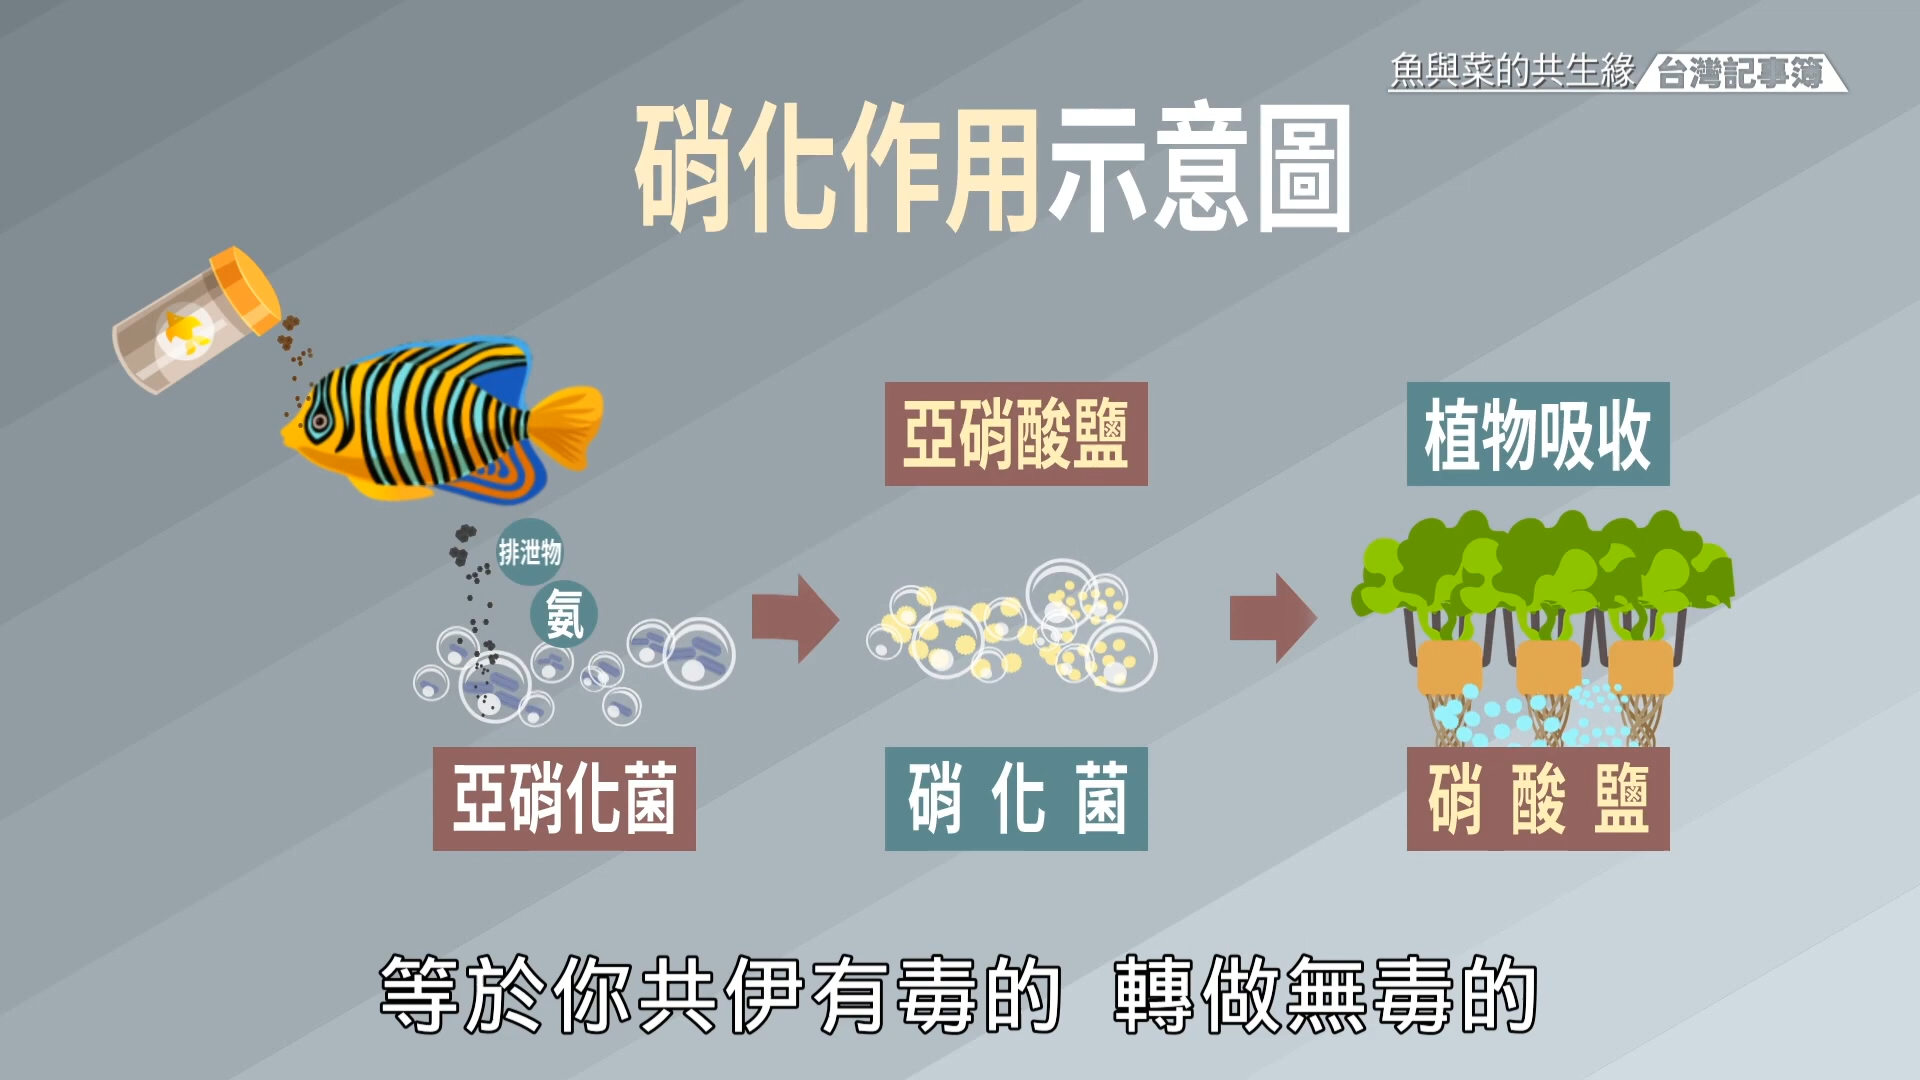 魚與菜的共生緣 台灣記事簿
硝化作用示意圖
亞硝酸鹽
植物吸收
排泄物
氨
亞硝化菌
硝化菌
硝酸鹽
等於你共伊有毒的 轉做無毒的